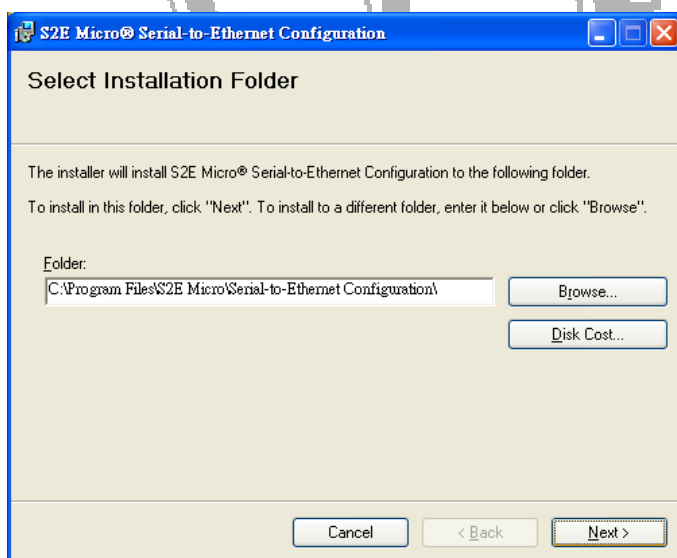 S2E Micro® Serial-to-Ethernet Configuration
Select Installation Folder
The installer will install S2E Micro® Serial-to-Ethernet Configuration to the following folder.
To install in this folder, click "Next". To install to a different folder, enter it below or click "Browse".
Folder:
C:\Program Files\S2E Micro\Serial-to-Ethernet Configuration\
Browse...
Disk Cost...
Cancel
< Back
Next >